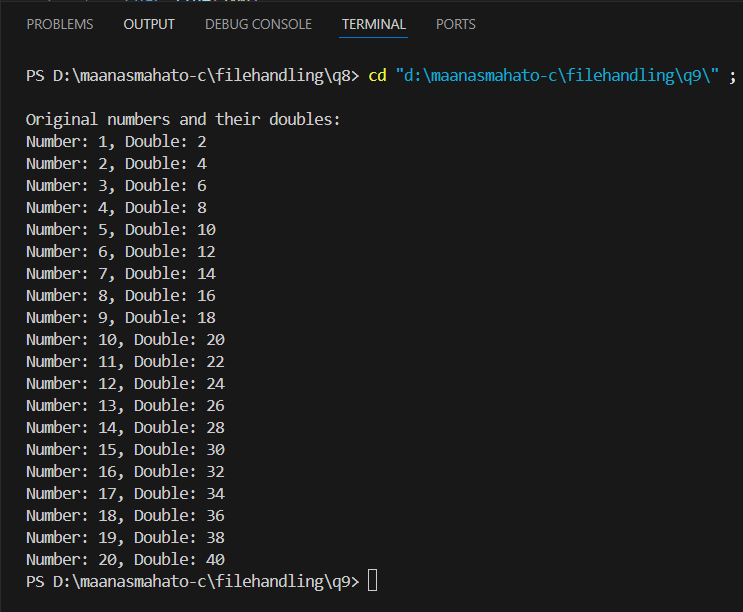 PROBLEMS OUTPUT DEBUG CONSOLE TERMINAL PORTS
PS D:\maanasmahato-c\filehandling\q8> cd "d:\maanasmahato-c\filehandling\q9\" ;
Original numbers and their doubles:
Number: 1, Double: 2
Number: 2, Double: 4
Number: 3, Double: 6
Number: 4, Double: 8
Number: 5, Double: 10
Number: 6, Double: 12
Number: 7, Double: 14
Number: 8, Double: 16
Number: 9, Double: 18
Number: 10, Double: 20
Number: 11, Double: 22
Number: 12, Double: 24
Number: 13, Double: 26
Number: 14, Double: 28
Number: 15, Double: 30
Number: 16, Double: 32
Number: 17, Double: 34
Number: 18, Double: 36
Number: 19, Double: 38
Number: 20, Double: 40
PS D:\maanasmahato-c\filehandling\q9>